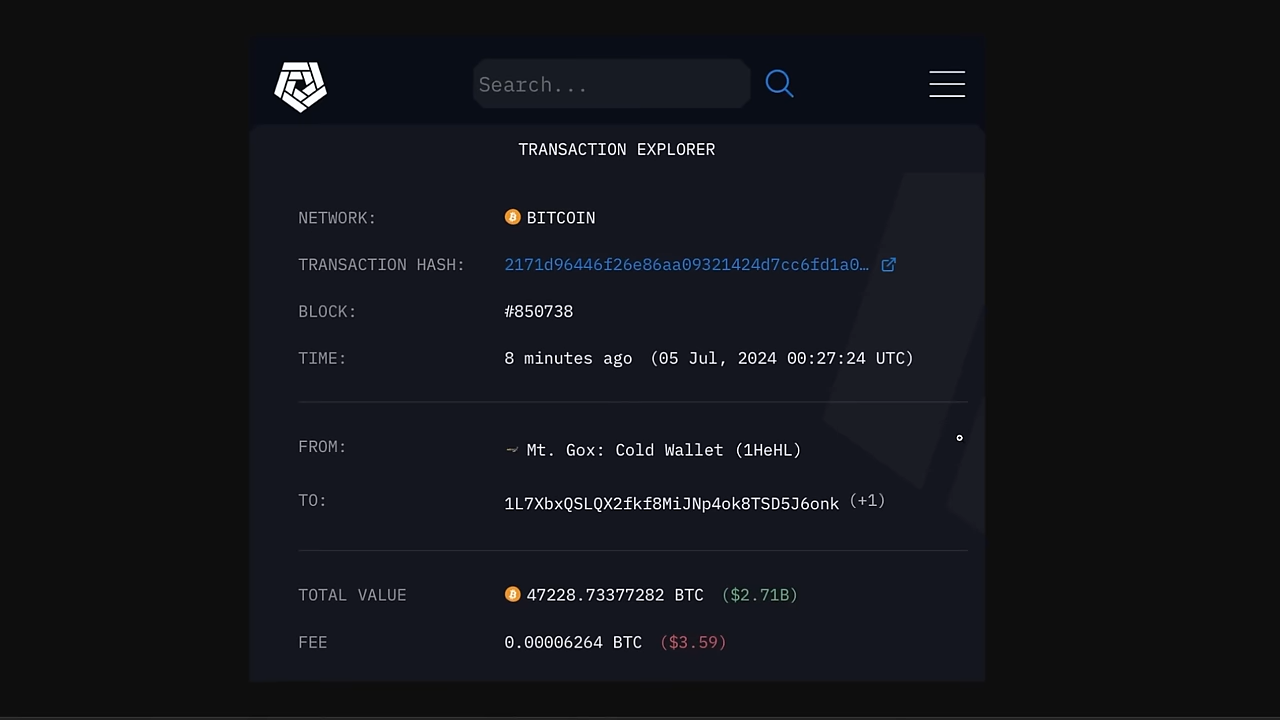 Search...
TRANSACTION EXPLORER
NETWORK: BITCOIN
TRANSACTION HASH: 2171d96446f26e86aa09321424d7cc6fd1a0…
BLOCK: #850738
TIME: 8 minutes ago (05 Jul, 2024 00:27:24 UTC)
FROM: Mt. Gox: Cold Wallet (1HeHL)
TO: 1L7XbxQSLQX2fkf8MiJNp4ok8TSD5J6onk (+1)
TOTAL VALUE 47228.73377282 BTC ($2.71B)
FEE 0.00006264 BTC ($3.59)